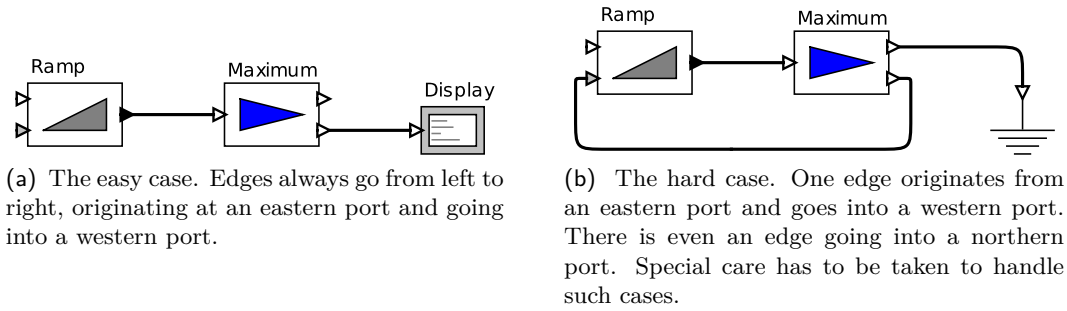 Ramp
Maximum
Display
(a) The easy case. Edges always go from left to
right, originating at an eastern port and going
into a western port.
Ramp
Maximum
(b) The hard case. One edge originates from
an eastern port and goes into a western port.
There is even an edge going into a northern
port. Special care has to be taken to handle
such cases.